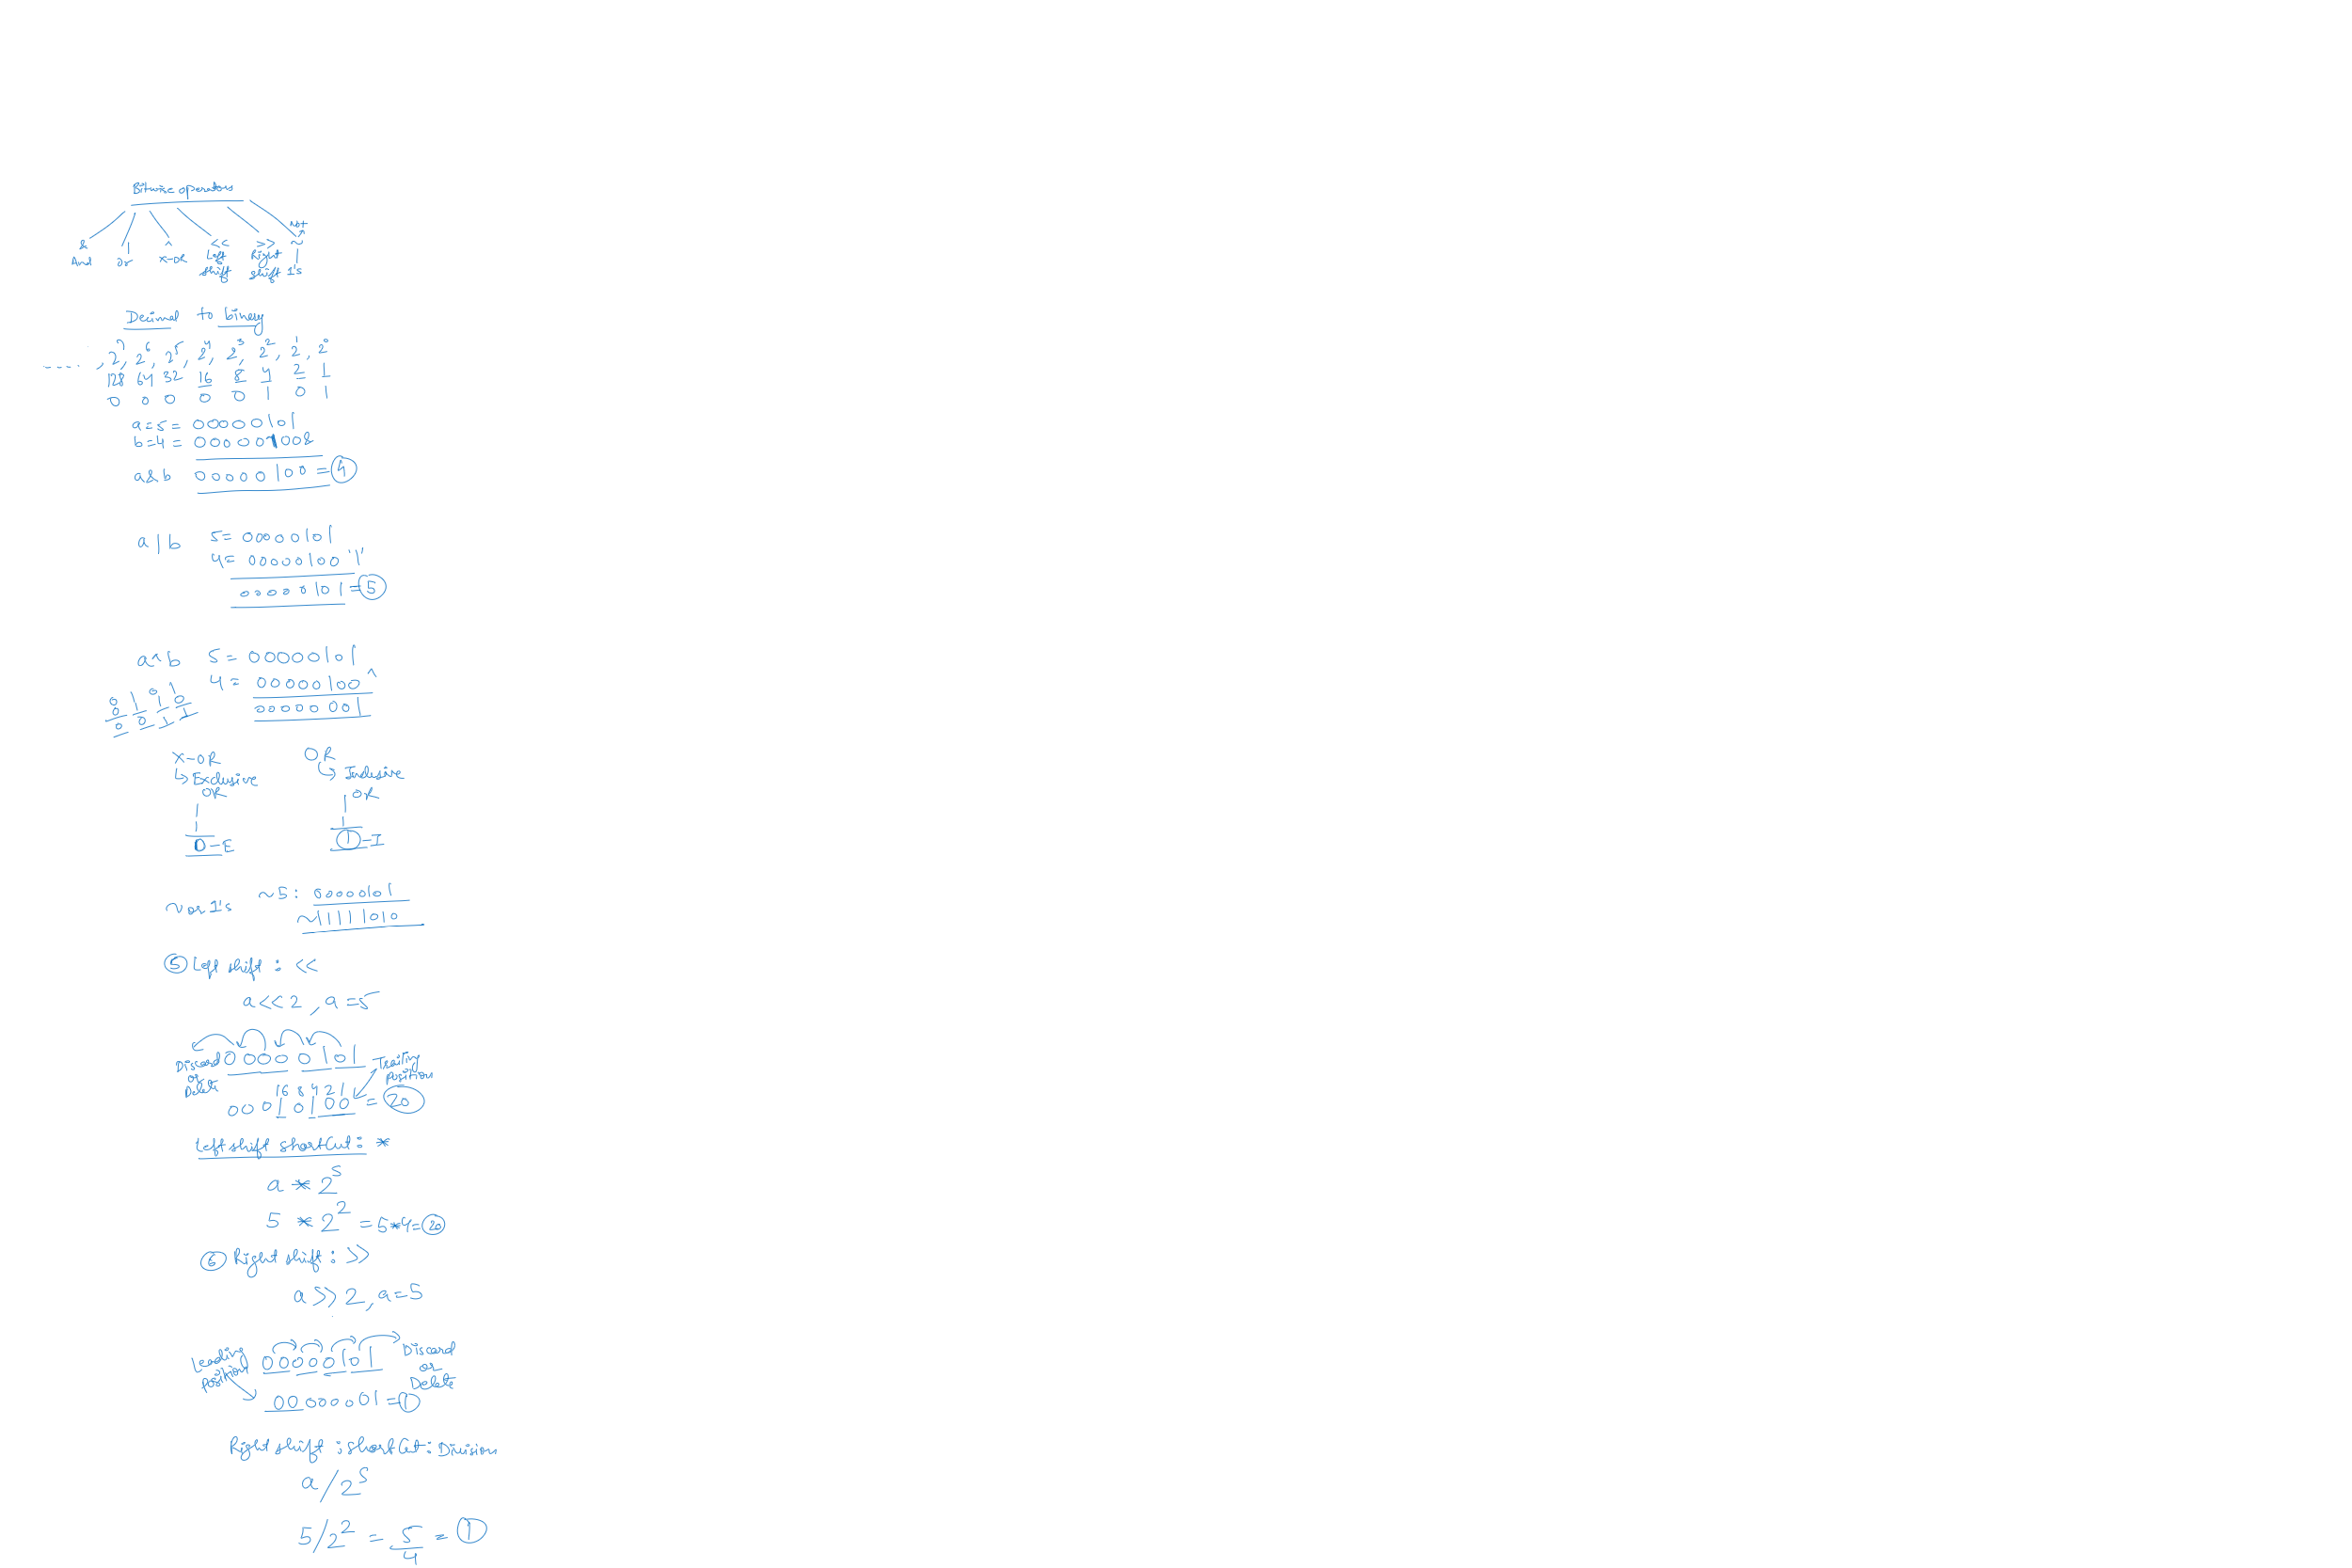 Bitwise operators
Not
& | ^ << >> ~
And Or X-OR Left Right
shift shift 1's
Decimal to binary
.... , 2^7, 2^6, 2^5, 2^4, 2^3, 2^2, 2^1, 2^0
128 64 32 16 8 4 2 1
0 0 0 0 0 1 0 1
a=5= 00000101
b=4= 00000100&
a&b 00000100 = 4
a|b 5= 00000101
4= 00000100 '|'
00000101 = 5
a^b 5= 00000101
4= 00000100 ^
00000001
0 1 0 1
0 1 1 0
0 0 1 1
X-OR OR
↳ Exclusive ↳ Inclusive
OR OR
1 1
1 1
0-E 1-I
~ or 1's ~5: 00000101
~11111010
5 Left shift: <<
a<<2, a=5
Discard 00000101 Trailing
or position
Delete 16 8 4 2 1
00010100 = 20
Left shift shortCut: *
a * 2^s
5 * 2^2 = 5*4= 20
6 Right shift: >>
a>>2, a=5
Leading 00000101 Discard
position or
Delete
00000001 = 1
Right shift: shortCut: Division
a/2^s
5/2^2 = 5/4 = 1